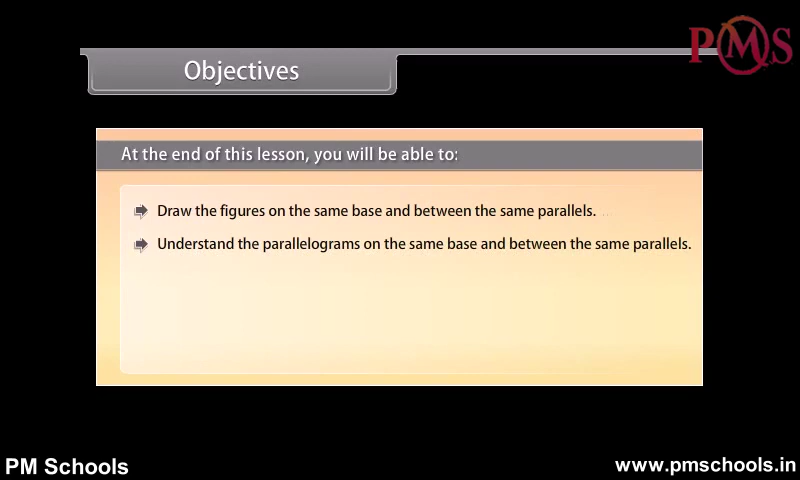 PMS
Objectives
At the end of this lesson, you will be able to:
Draw the figures on the same base and between the same parallels.
Understand the parallelograms on the same base and between the same parallels.
PM Schools
www.pmschools.in